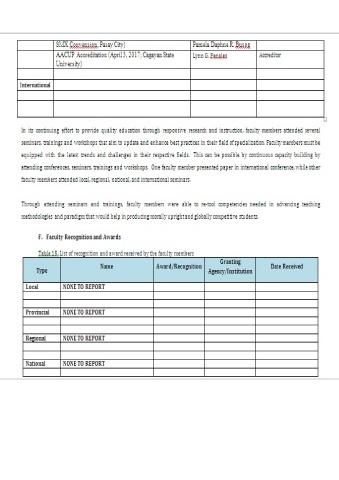 SMX Convension, Pasay City) Pamela Daphne R. Busog
AACUP Accreditation (April 3, 2017; Cagayan State Lynn G. Penales Accreditor
University)
International
In its continuing effort to provide quality education through responsive research and instruction, faculty members attended several
seminars, trainings and workshops that aim to update and enhance best practices in their field of specialization. Faculty members must be
equipped with the latest trends and challenges in their respective fields. This can be possible by continuous capacity building by
attending conferences, seminars, trainings and workshops. One faculty member presented paper in international conference, while other
faculty members attended local, regional, national, and international seminars.
Through attending seminars and trainings, faculty members were able to re-tool competencies needed in advancing teaching
methodologies and paradigm that would help in producing morally upright and globally competitive students.
F. Faculty Recognition and Awards
Table 15. List of recognition and award received by the faculty members
Type Name Award/Recognition Granting Agency/Institution Date Received
Local NONE TO REPORT
Provincial NONE TO REPORT
Regional NONE TO REPORT
National NONE TO REPORT